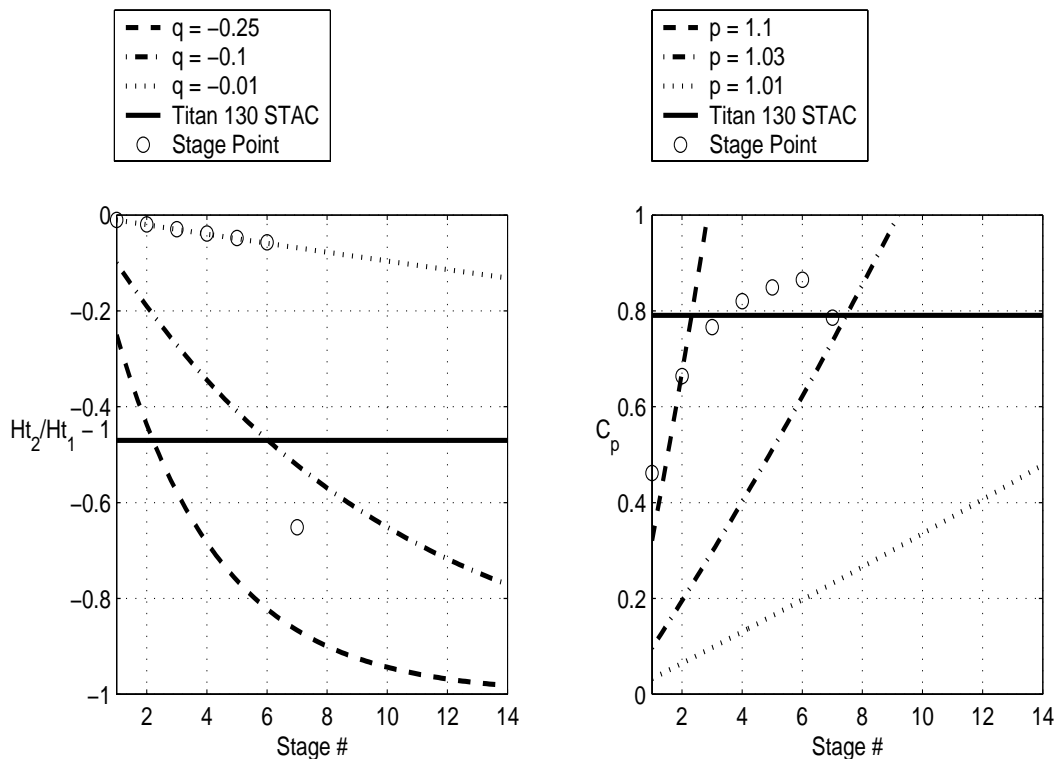 q = −0.25
q = −0.1
q = −0.01
Titan 130 STAC
Stage Point
0
−0.2
−0.4
Ht2/Ht1 − 1
−0.6
−0.8
−1
2 4 6 8 10 12 14
Stage #
p = 1.1
p = 1.03
p = 1.01
Titan 130 STAC
Stage Point
1
0.8
0.6
Cp
0.4
0.2
0
2 4 6 8 10 12 14
Stage #